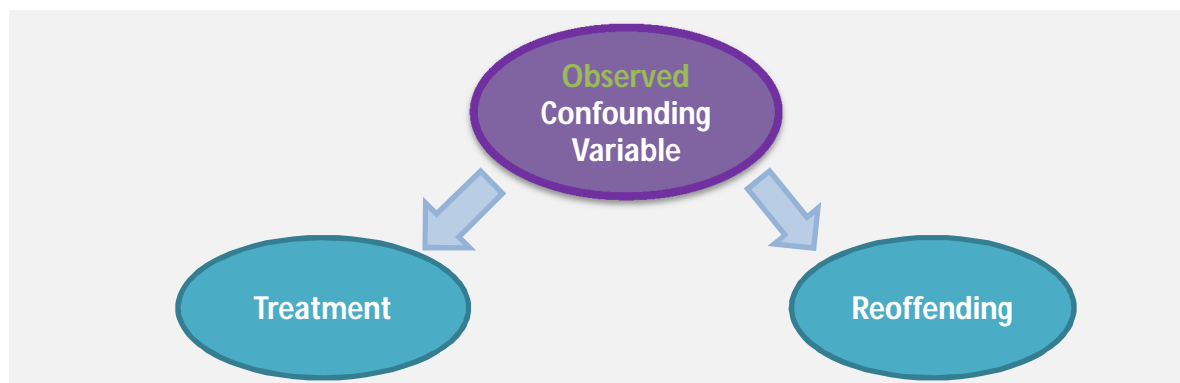 Observed
Confounding
Variable
Treatment
Reoffending